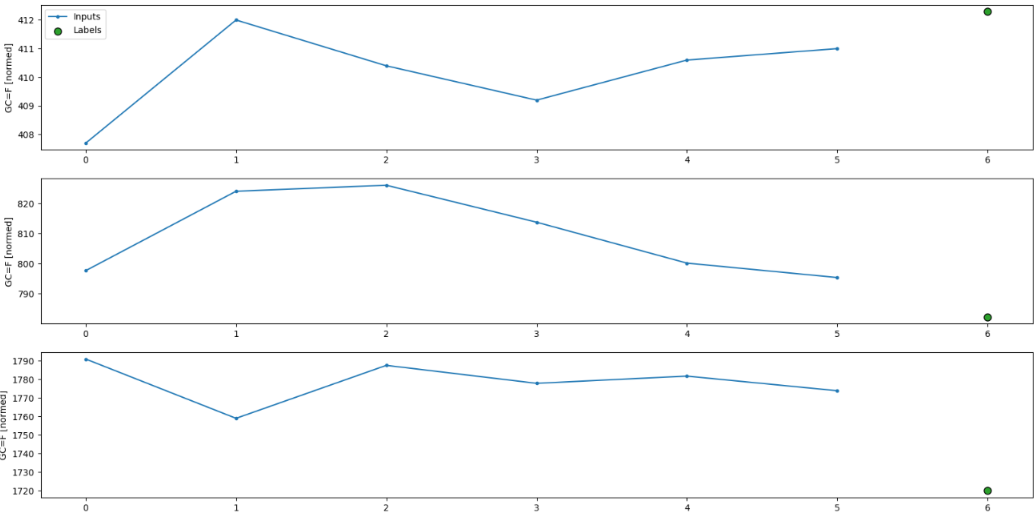 Inputs
Labels
GC=F [normed]
412
411
410
409
408
0 1 2 3 4 5 6
GC=F [normed]
820
810
800
790
0 1 2 3 4 5 6
GC=F [normed]
1790
1780
1770
1760
1750
1740
1730
1720
0 1 2 3 4 5 6